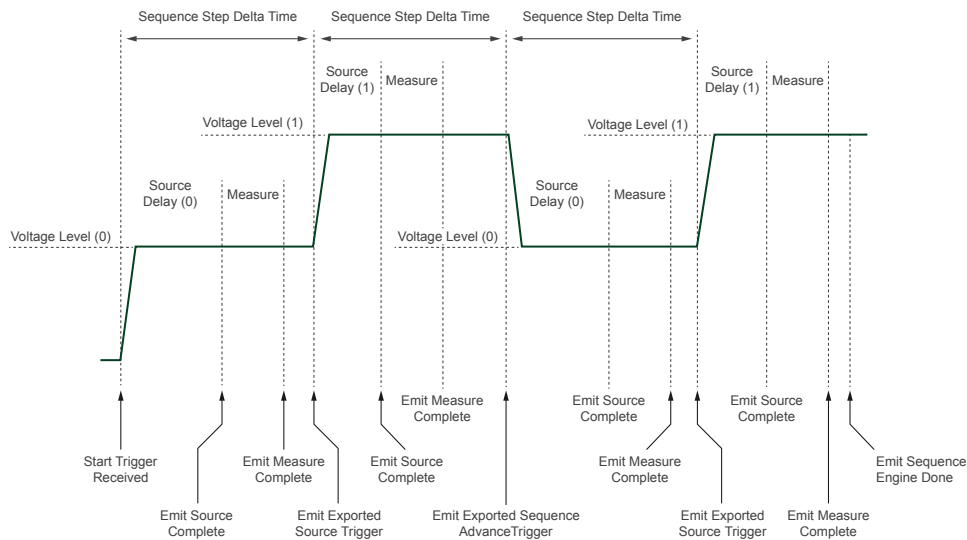 Sequence Step Delta Time
Sequence Step Delta Time
Sequence Step Delta Time
Source
Delay (1)
Measure
Source
Delay (1)
Measure
Voltage Level (1)
Voltage Level (1)
Source
Delay (0)
Measure
Source
Delay (0)
Measure
Voltage Level (0)
Voltage Level (0)
Emit Measure
Complete
Emit Source
Complete
Emit Source
Complete
Start Trigger
Received
Emit Measure
Complete
Emit Source
Complete
Emit Measure
Complete
Emit Sequence
Engine Done
Emit Source
Complete
Emit Exported
Source Trigger
Emit Exported Sequence
AdvanceTrigger
Emit Exported
Source Trigger
Emit Measure
Complete